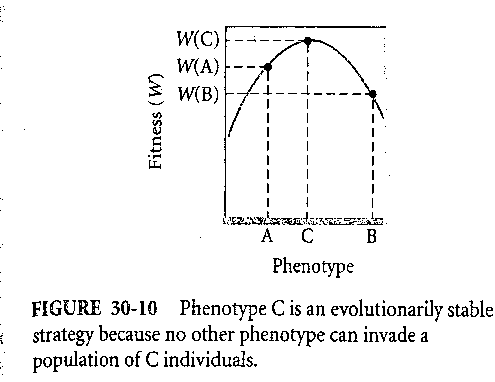 W(C)
W(A)
W(B)
Fitness (W)
A C B
Phenotype
FIGURE 30-10 Phenotype C is an evolutionarily stable
strategy because no other phenotype can invade a
population of C individuals.